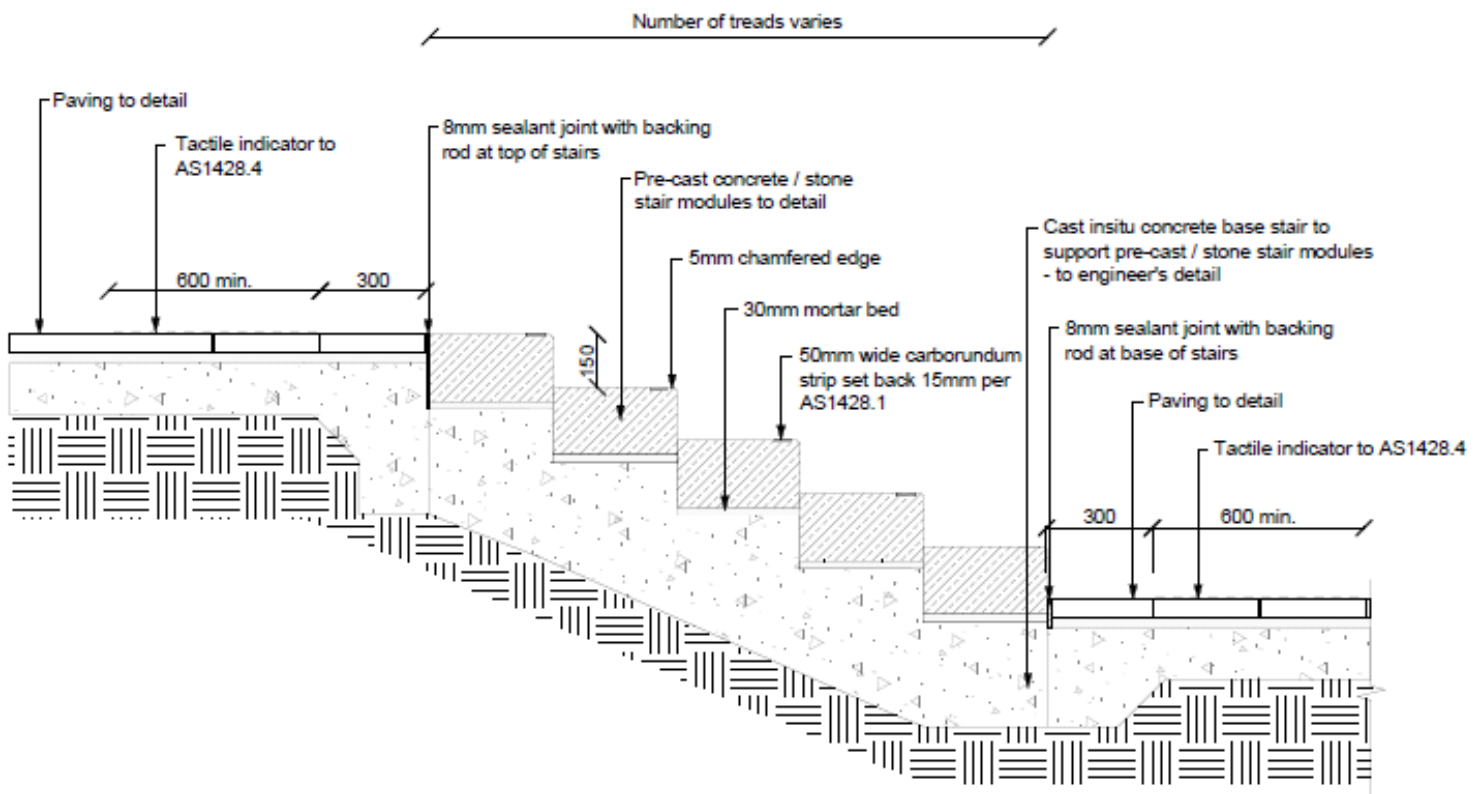 Number of treads varies
Paving to detail
Tactile indicator to
AS1428.4
8mm sealant joint with backing
rod at top of stairs
Pre-cast concrete / stone
stair modules to detail
Cast insitu concrete base stair to
support pre-cast / stone stair modules
- to engineer's detail
5mm chamfered edge
600 min.
300
30mm mortar bed
8mm sealant joint with backing
rod at base of stairs
150
50mm wide carborundum
strip set back 15mm per
AS1428.1
Paving to detail
Tactile indicator to AS1428.4
300
600 min.